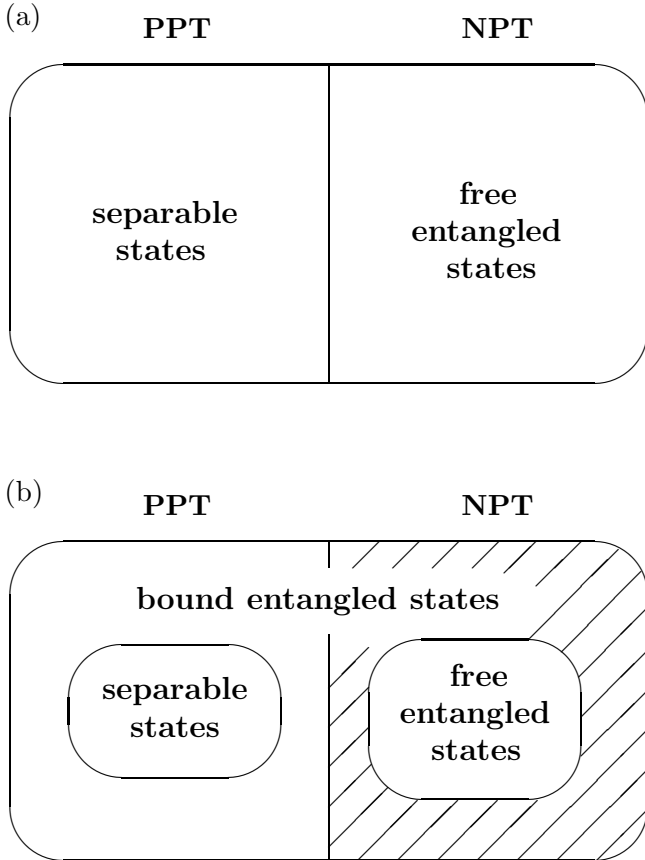 (a)
PPT NPT
separable
states
free
entangled
states
(b)
PPT NPT
bound entangled states
separable
states
free
entangled
states